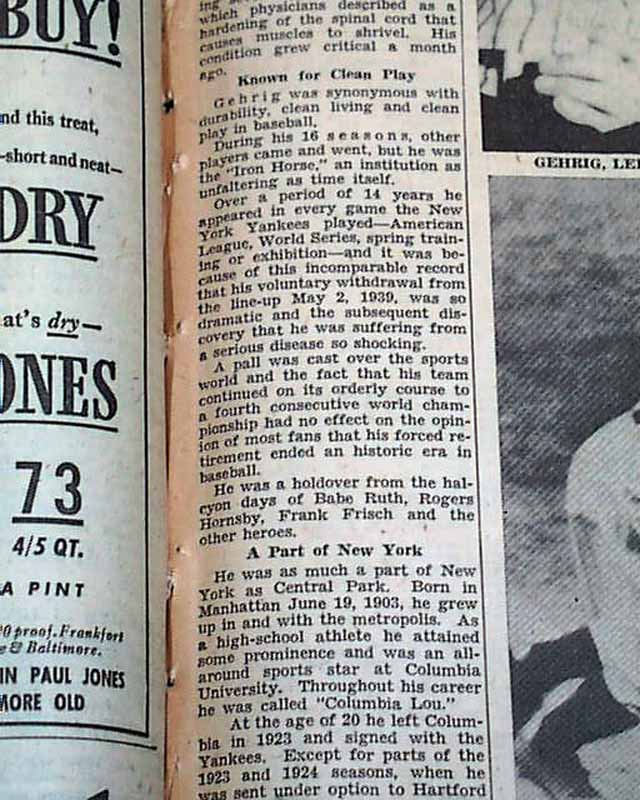 BUY!
nd this treat,
-short and neat-
DRY
at's dry—
ONES
73
4/5 QT.
A PINT
0 proof. Frankfort
e & Baltimore.
IN PAUL JONES
MORE OLD
which physicians described as a
hardening of the spinal cord that
causes muscles to shrivel. His
condition grew critical a month
ago.
Known for Clean Play
Gehrig was synonymous with
durability, clean living and clean
play in baseball.
During his 16 seasons, other
players came and went, but he was
the "Iron Horse," an institution as
unfaltering as time itself.
Over a period of 14 years he
appeared in every game the New
York Yankees played—American
League, World Series, spring train-
ing or exhibition—and it was be-
cause of this incomparable record
that his voluntary withdrawal from
the line-up May 2, 1939, was so
dramatic and the subsequent dis-
covery that he was suffering from
a serious disease so shocking.
A pall was cast over the sports
world and the fact that his team
continued on its orderly course to
a fourth consecutive world cham-
pionship had no effect on the opin-
ion of most fans that his forced re-
tirement ended an historic era in
baseball.
He was a holdover from the hal-
cyon days of Babe Ruth, Rogers
Hornsby, Frank Frisch and the
other heroes.
A Part of New York
He was as much a part of New
York as Central Park. Born in
Manhattan June 19, 1903, he grew
up in and with the metropolis. As
a high-school athlete he attained
some prominence and was an all-
around sports star at Columbia
University. Throughout his career
he was called "Columbia Lou."
At the age of 20 he left Colum-
bia in 1923 and signed with the
Yankees. Except for parts of the
1923 and 1924 seasons, when he
was sent under option to Hartford
GEHRIG, LE